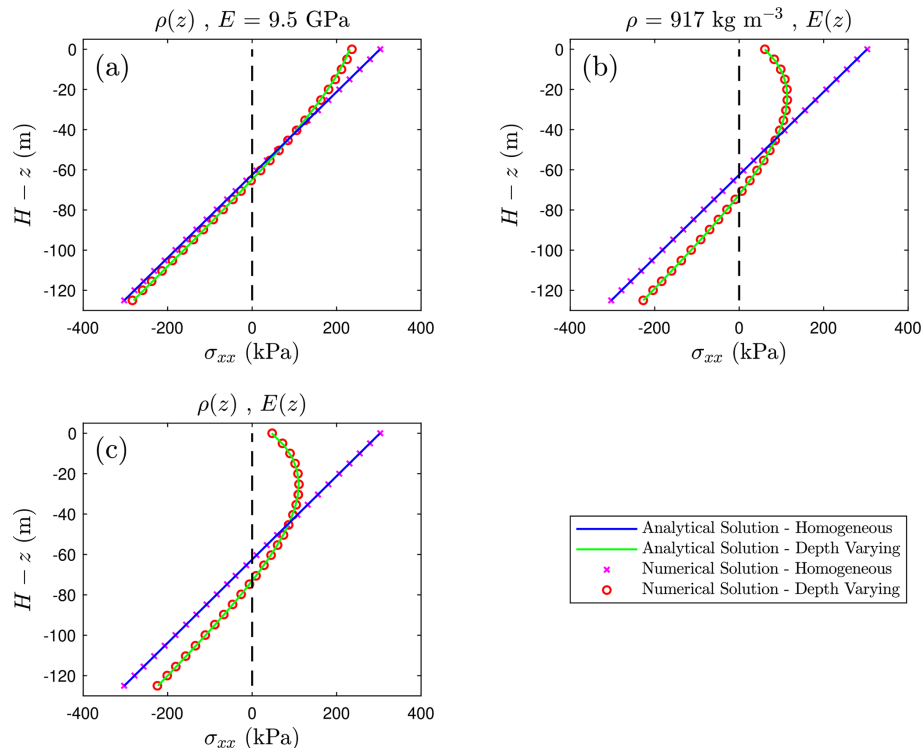 ρ(z) , E = 9.5 GPa
(a)
0
-20
-40
-60
-80
-100
-120
H − z (m)
-400 -200 0 200 400
σxx (kPa)
ρ = 917 kg m−3 , E(z)
(b)
0
-20
-40
-60
-80
-100
-120
H − z (m)
-400 -200 0 200 400
σxx (kPa)
ρ(z) , E(z)
(c)
0
-20
-40
-60
-80
-100
-120
H − z (m)
-400 -200 0 200 400
σxx (kPa)
Analytical Solution - Homogeneous
Analytical Solution - Depth Varying
Numerical Solution - Homogeneous
Numerical Solution - Depth Varying